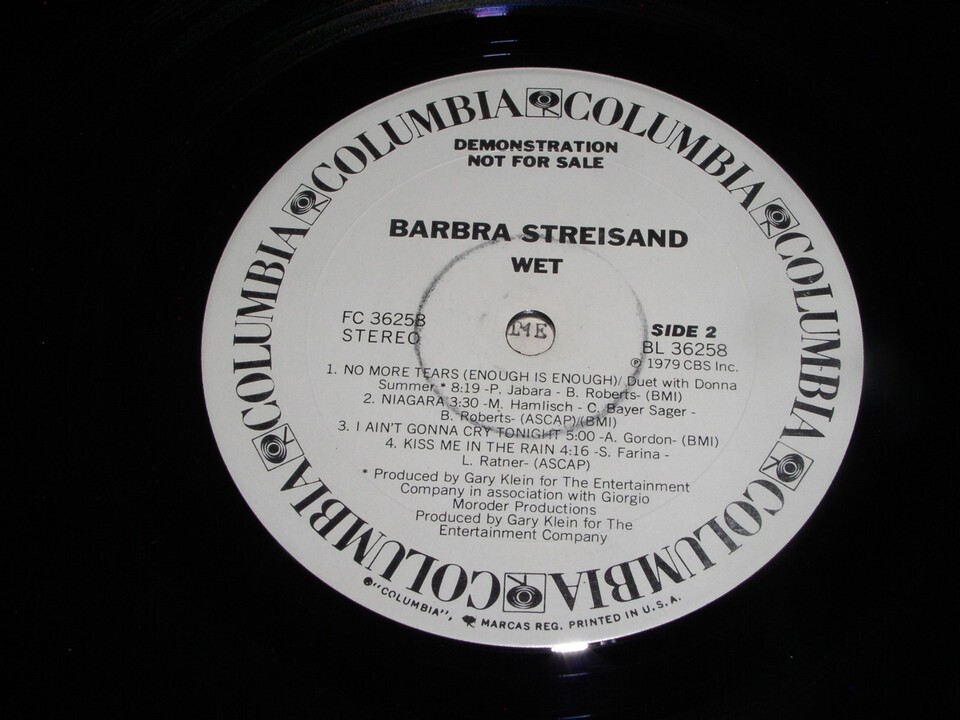 COLUMBIA COLUMBIA COLUMBIA COLUMBIA COLUMBIA COLUMBIA COLUMBIA COLUMBIA
DEMONSTRATION
NOT FOR SALE
BARBRA STREISAND
WET
FC 36258
STEREO
SIDE 2
BL 36258
℗ 1979 CBS Inc.
1. NO MORE TEARS (ENOUGH IS ENOUGH)/ Duet with Donna
Summer * 8:19 -P. Jabara - B. Roberts- (BMI)
2. NIAGARA 3:30 -M. Hamlisch - C. Bayer Sager -
B. Roberts- (ASCAP)/(BMI)
3. I AIN'T GONNA CRY TONIGHT 5:00 -A. Gordon- (BMI)
4. KISS ME IN THE RAIN 4:16 -S. Farina -
L. Ratner- (ASCAP)
* Produced by Gary Klein for The Entertainment
Company in association with Giorgio
Moroder Productions
Produced by Gary Klein for The
Entertainment Company
® "COLUMBIA", MARCAS REG. PRINTED IN U.S.A.